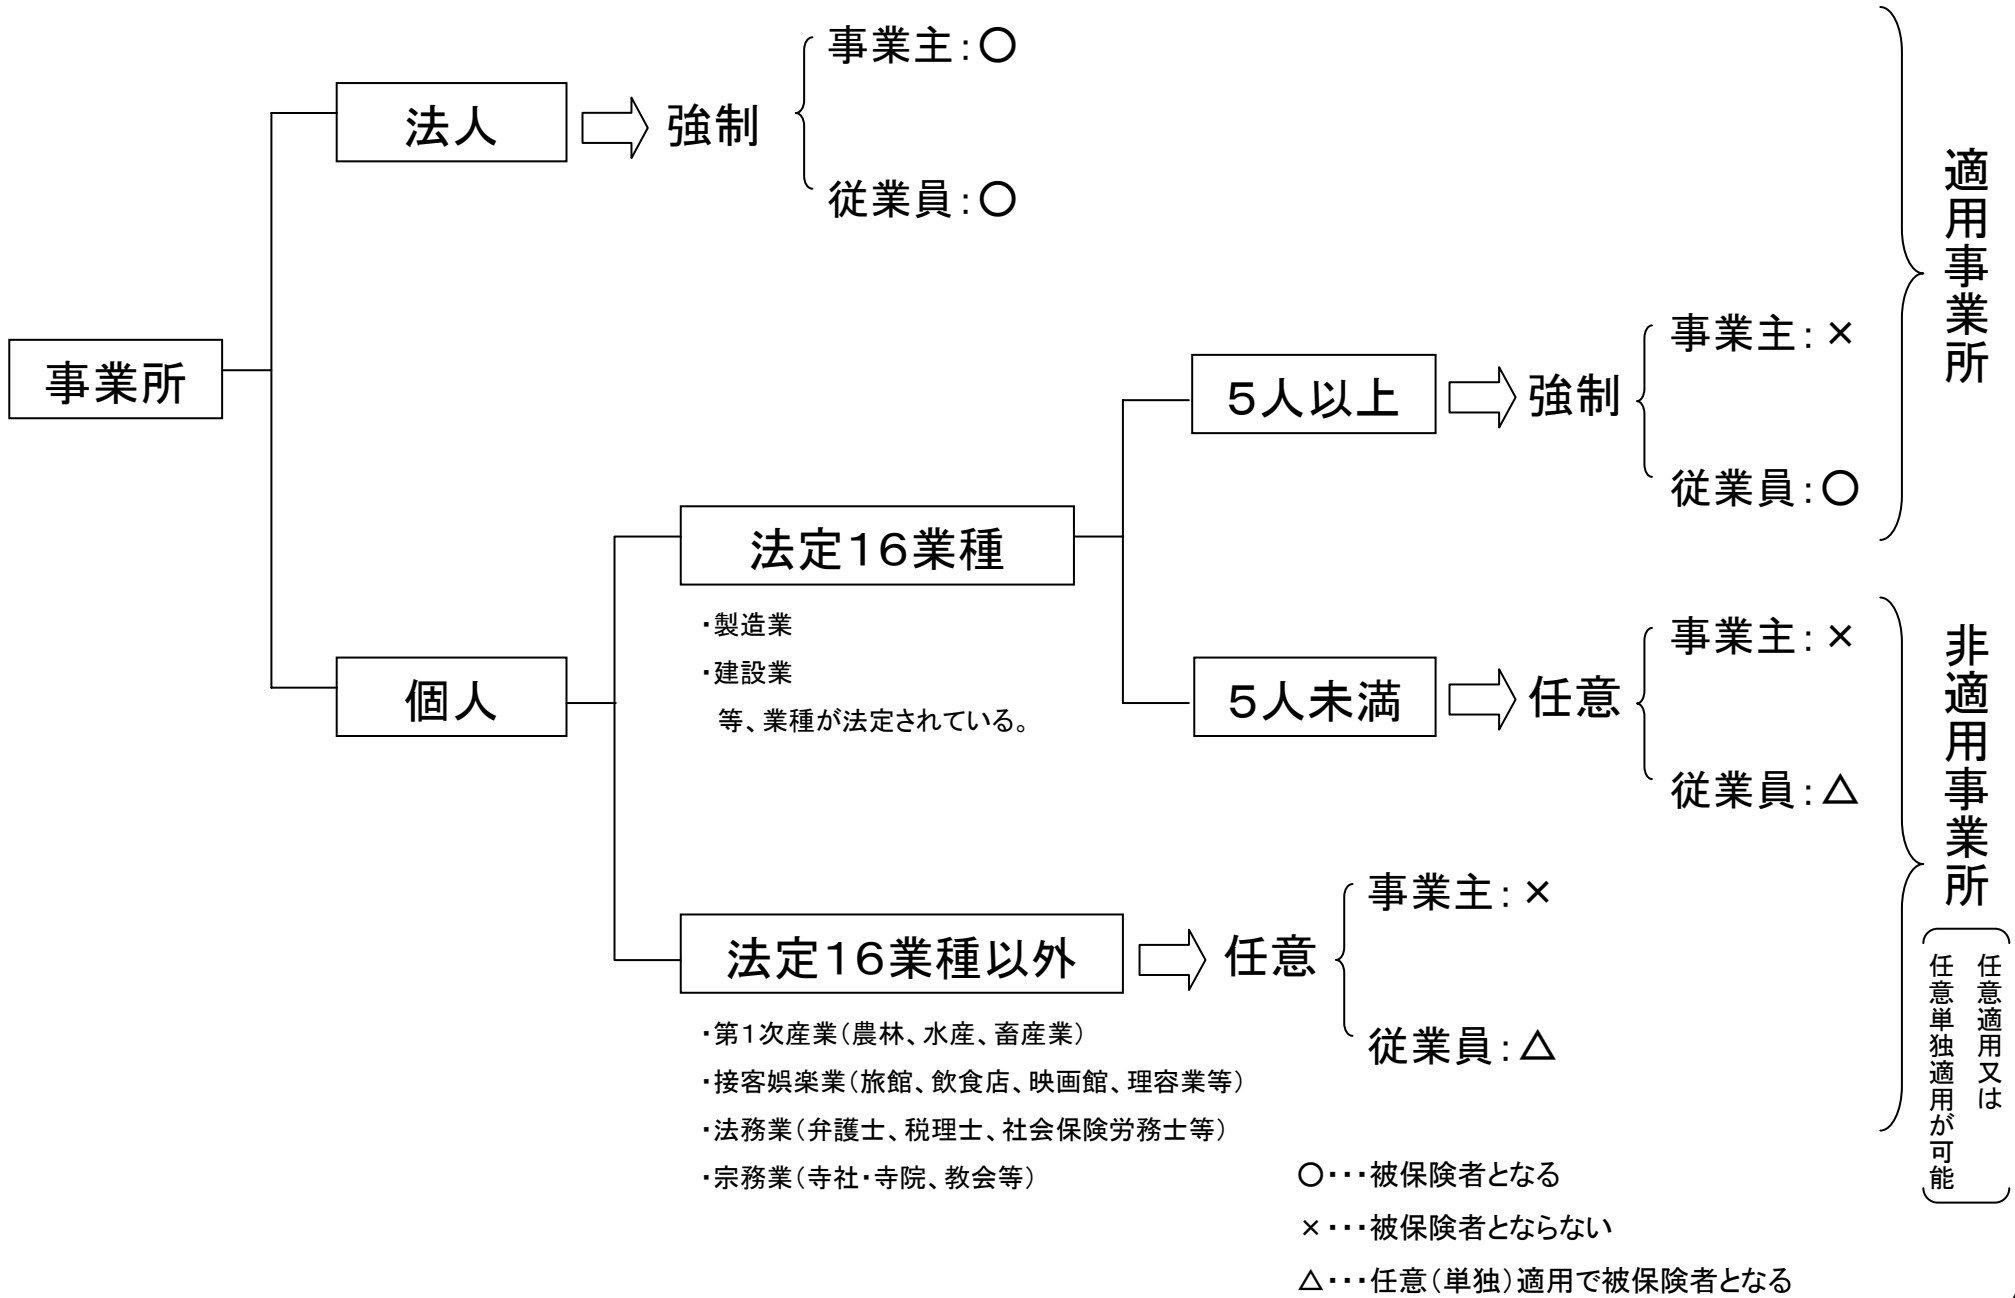 事業所
法人
強制
事業主：○
従業員：○
個人
法定１６業種
・製造業
・建設業
等、業種が法定されている。
５人以上
強制
事業主：×
従業員：○
５人未満
任意
事業主：×
従業員：△
法定１６業種以外
・第１次産業（農林、水産、畜産業）
・接客娯楽業（旅館、飲食店、映画館、理容業等）
・法務業（弁護士、税理士、社会保険労務士等）
・宗務業（寺社・寺院、教会等）
任意
事業主：×
従業員：△
適用事業所
非適用事業所
任意適用又は
任意単独適用が可能
○・・・被保険者となる
×・・・被保険者とならない
△・・・任意（単独）適用で被保険者となる